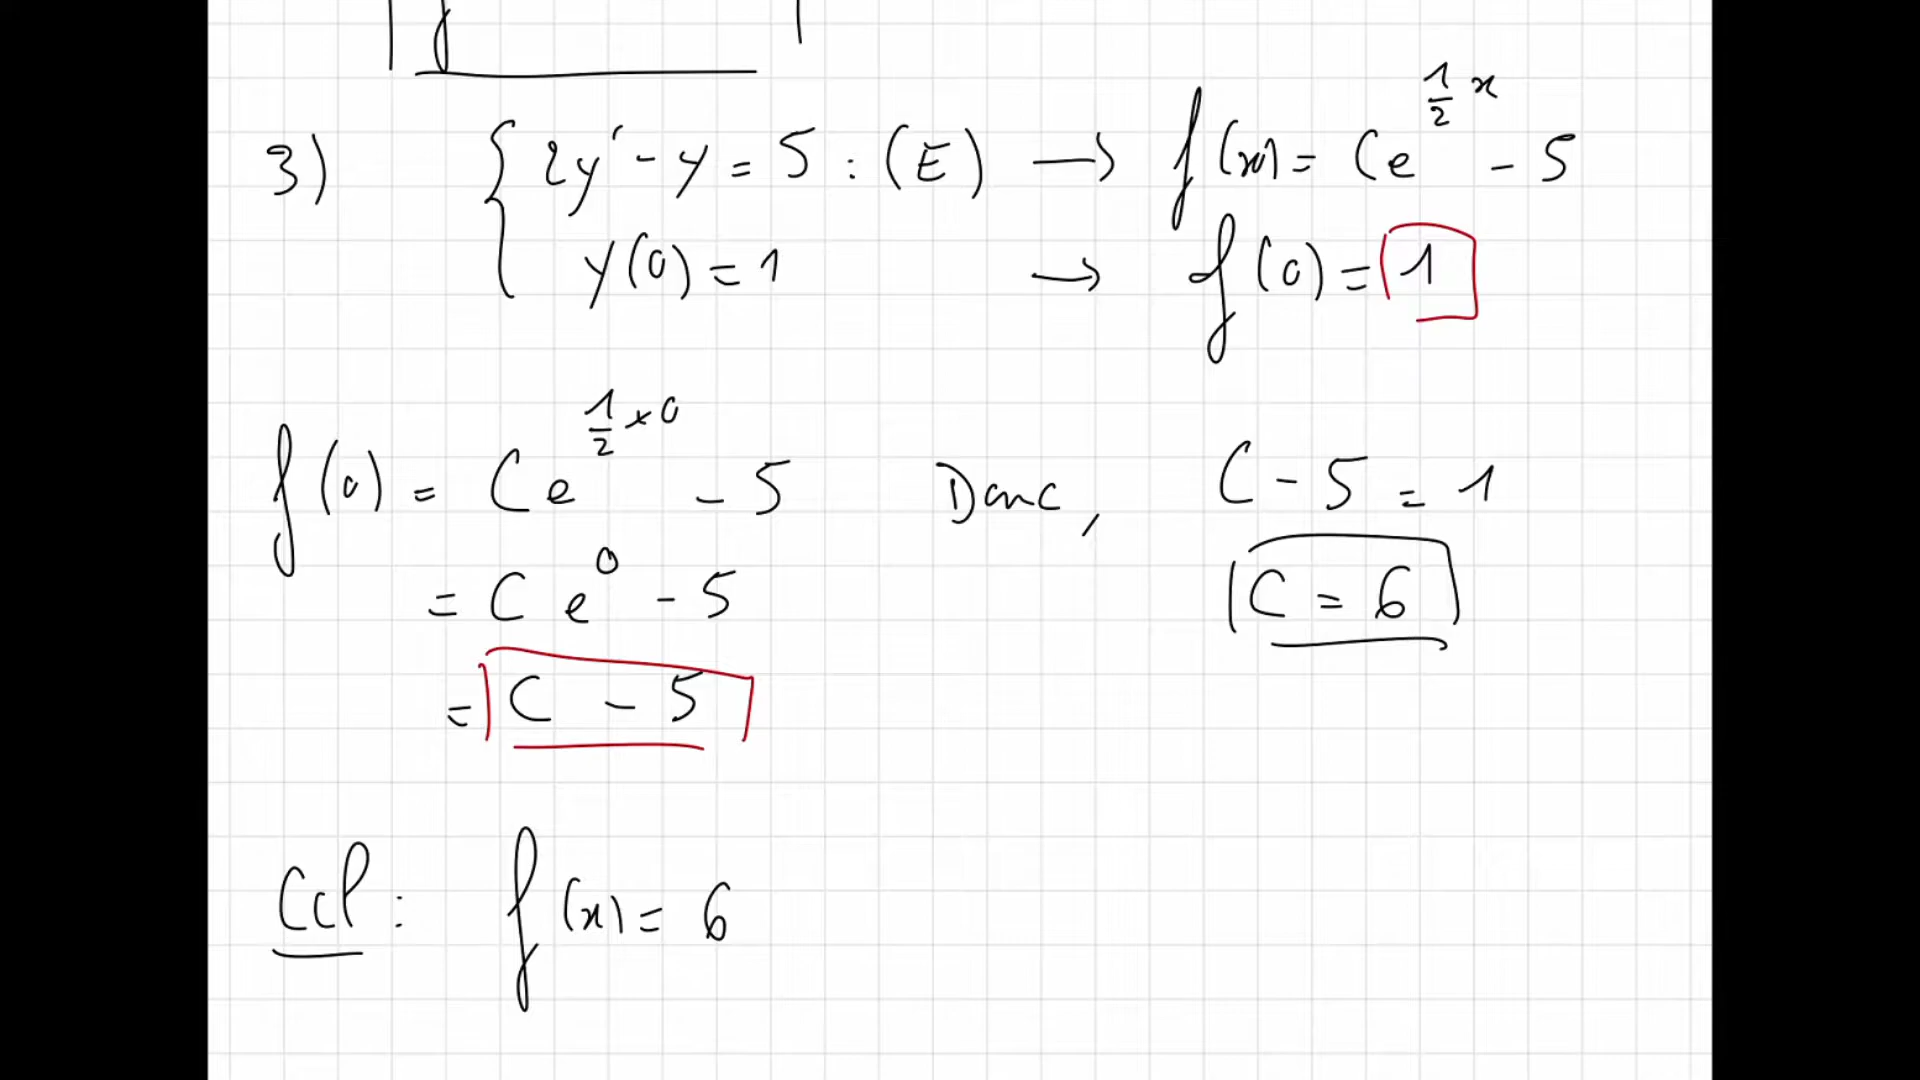 3) { 2y' - y = 5 : (E) → f(x) = Ce^{1/2 x} - 5
y(0) = 1 → f(0) = 1
f(0) = Ce^{1/2 × 0} - 5 Donc, C - 5 = 1
= C e^0 - 5 C = 6
= C - 5
Ccl : f(x) = 6